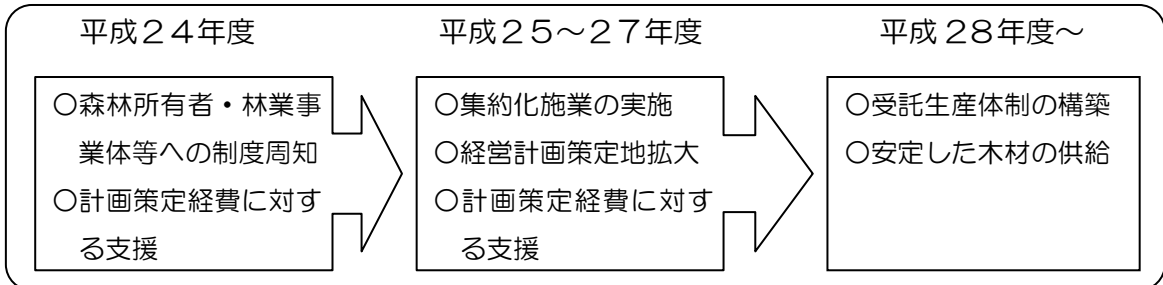 平成２４年度
平成２５～２７年度
平成 28年度～
○森林所有者・林業事
業体等への制度周知
○計画策定経費に対す
る支援
○集約化施業の実施
○経営計画策定地拡大
○計画策定経費に対す
る支援
○受託生産体制の構築
○安定した木材の供給